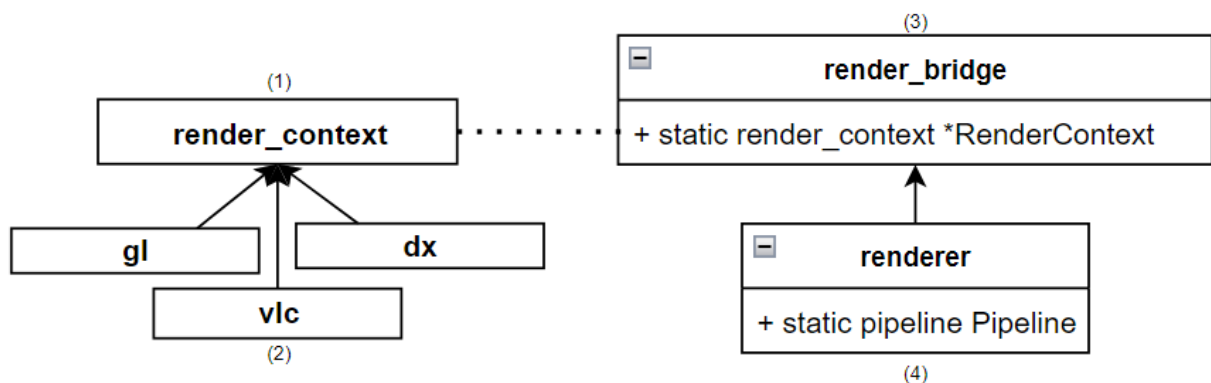 (1)
render_context
gl
dx
vlc
(2)
(3)
render_bridge
+ static render_context *RenderContext
renderer
+ static pipeline Pipeline
(4)